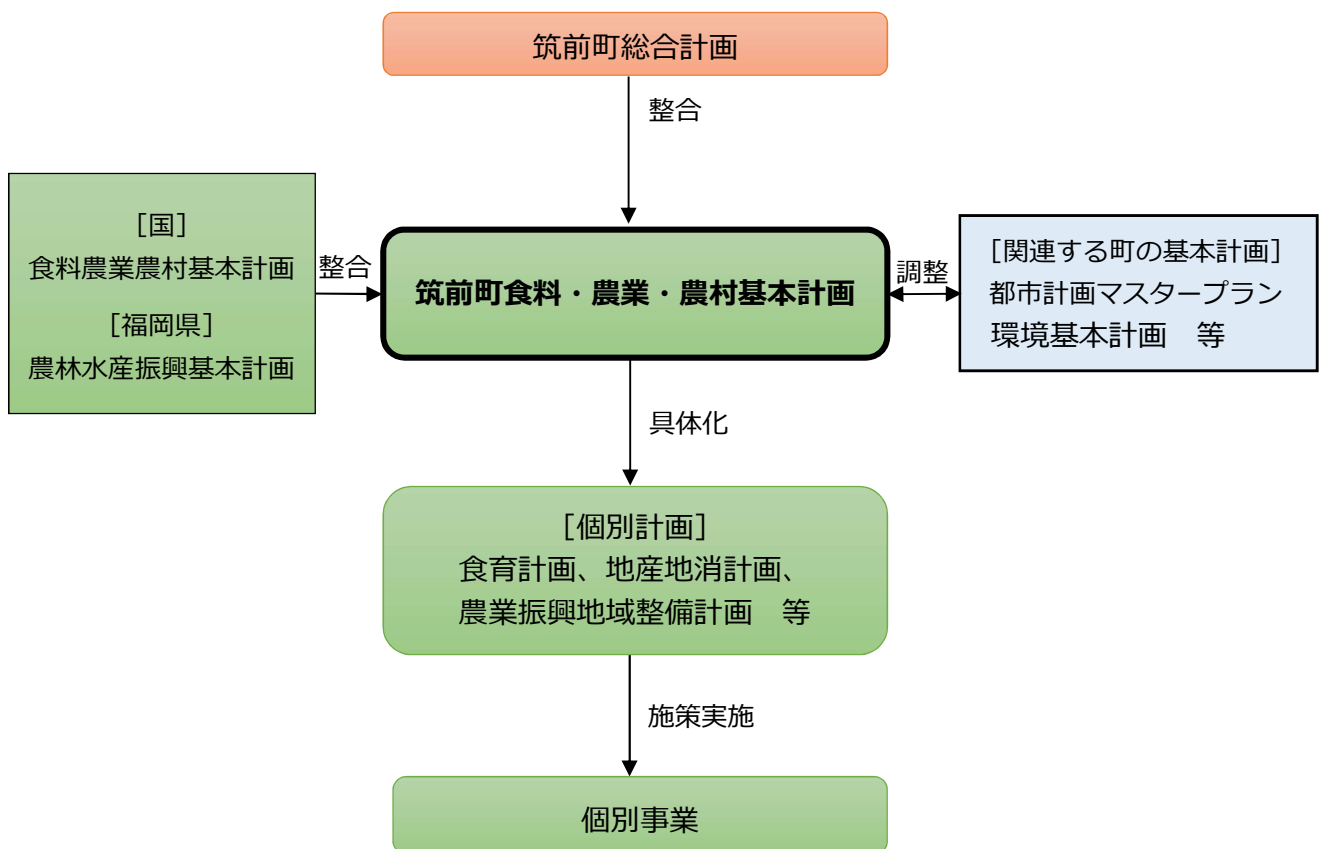 筑前町総合計画
整合
［国］
食料農業農村基本計画
［福岡県］
農林水産振興基本計画
整合
筑前町食料・農業・農村基本計画
調整
［関連する町の基本計画］
都市計画マスタープラン
環境基本計画　等
具体化
［個別計画］
食育計画、地産地消計画、
農業振興地域整備計画　等
施策実施
個別事業